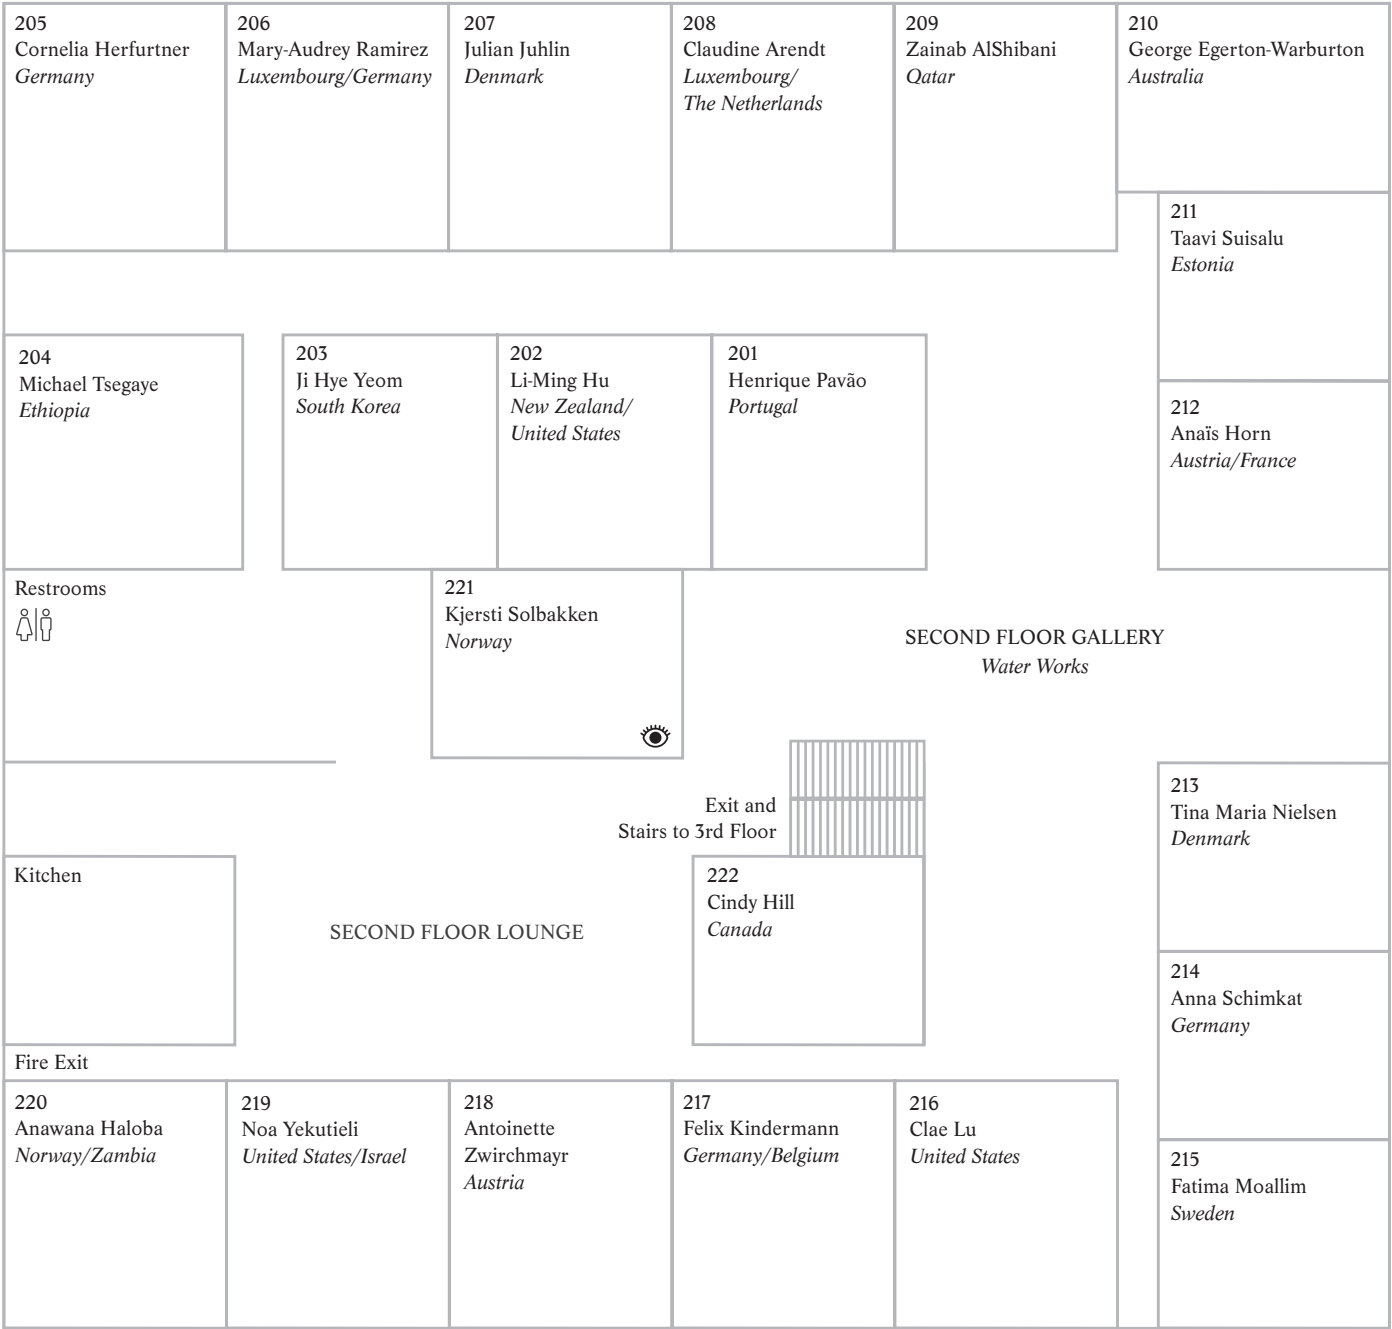 205
Cornelia Herfurtner
Germany
206
Mary-Audrey Ramirez
Luxembourg/Germany
207
Julian Juhlin
Denmark
208
Claudine Arendt
Luxembourg/
The Netherlands
209
Zainab AlShibani
Qatar
210
George Egerton-Warburton
Australia
211
Taavi Suisalu
Estonia
204
Michael Tsegaye
Ethiopia
203
Ji Hye Yeom
South Korea
202
Li-Ming Hu
New Zealand/
United States
201
Henrique Pavão
Portugal
212
Anaïs Horn
Austria/France
Restrooms
221
Kjersti Solbakken
Norway
SECOND FLOOR GALLERY
Water Works
Exit and
Stairs to 3rd Floor
213
Tina Maria Nielsen
Denmark
Kitchen
SECOND FLOOR LOUNGE
222
Cindy Hill
Canada
214
Anna Schimkat
Germany
Fire Exit
220
Anawana Haloba
Norway/Zambia
219
Noa Yekutieli
United States/Israel
218
Antoinette
Zwirchmayr
Austria
217
Felix Kindermann
Germany/Belgium
216
Clae Lu
United States
215
Fatima Moallim
Sweden